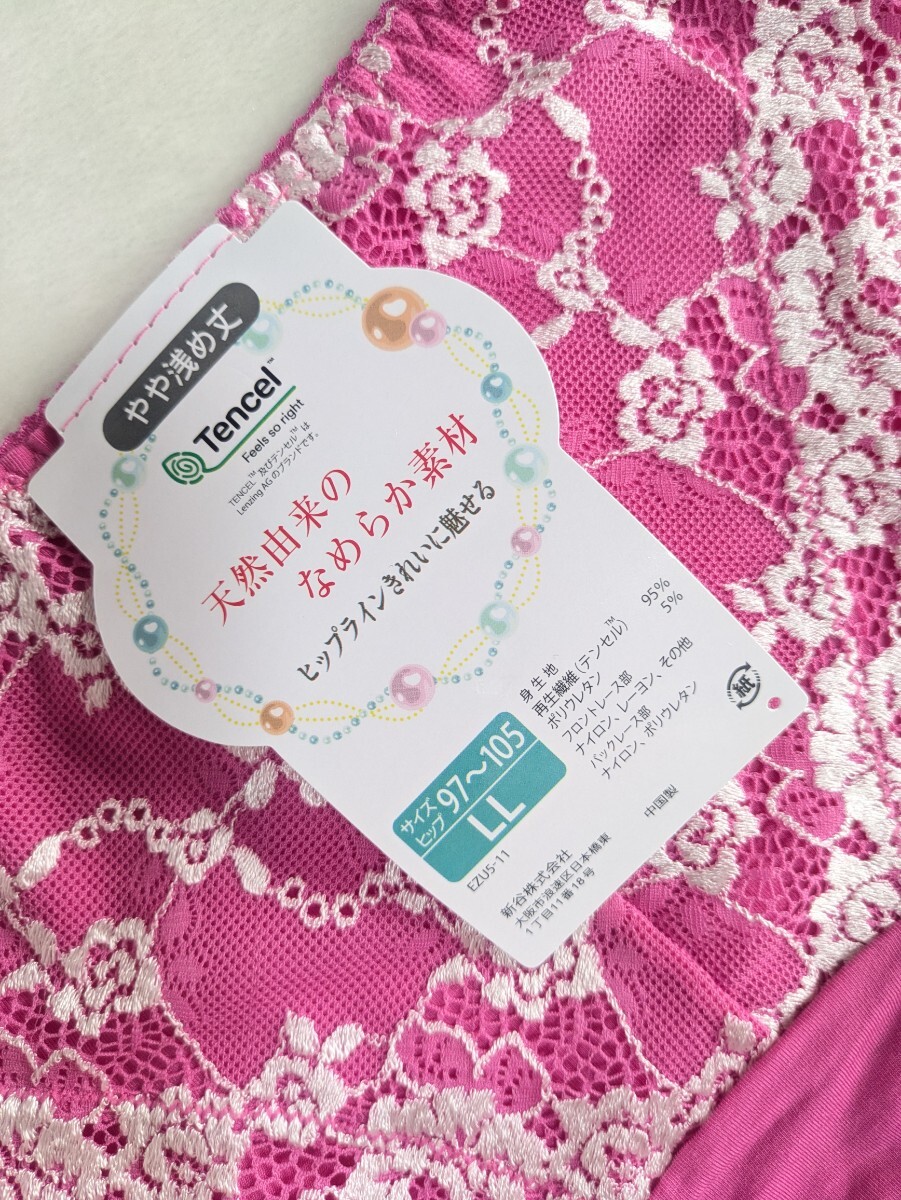 やや浅め丈
Tencel™
Feels so right
TENCEL™及びテンセル™は
Lenzing AGのブランドです。
天然由来の
なめらか素材
ヒップラインきれいに魅せる
身生地
再生繊維(テンセル)™ 95%
ポリウレタン 5%
フロントレース部
ナイロン、レーヨン、その他
バックレース部
ナイロン、ポリウレタン
紙
サイズ
ヒップ 97〜105
LL
EZU5-11
新谷株式会社
大阪市浪速区日本橋東
1丁目11番18号
中国製